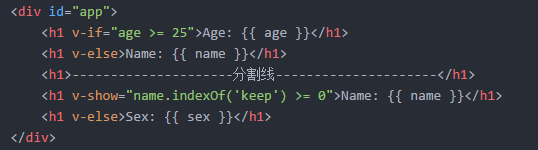 <div id="app">
<h1 v-if="age >= 25">Age: {{ age }}</h1>
<h1 v-else>Name: {{ name }}</h1>
<h1>---------------------分割线---------------------</h1>
<h1 v-show="name.indexOf('keep') >= 0">Name: {{ name }}</h1>
<h1 v-else>Sex: {{ sex }}</h1>
</div>